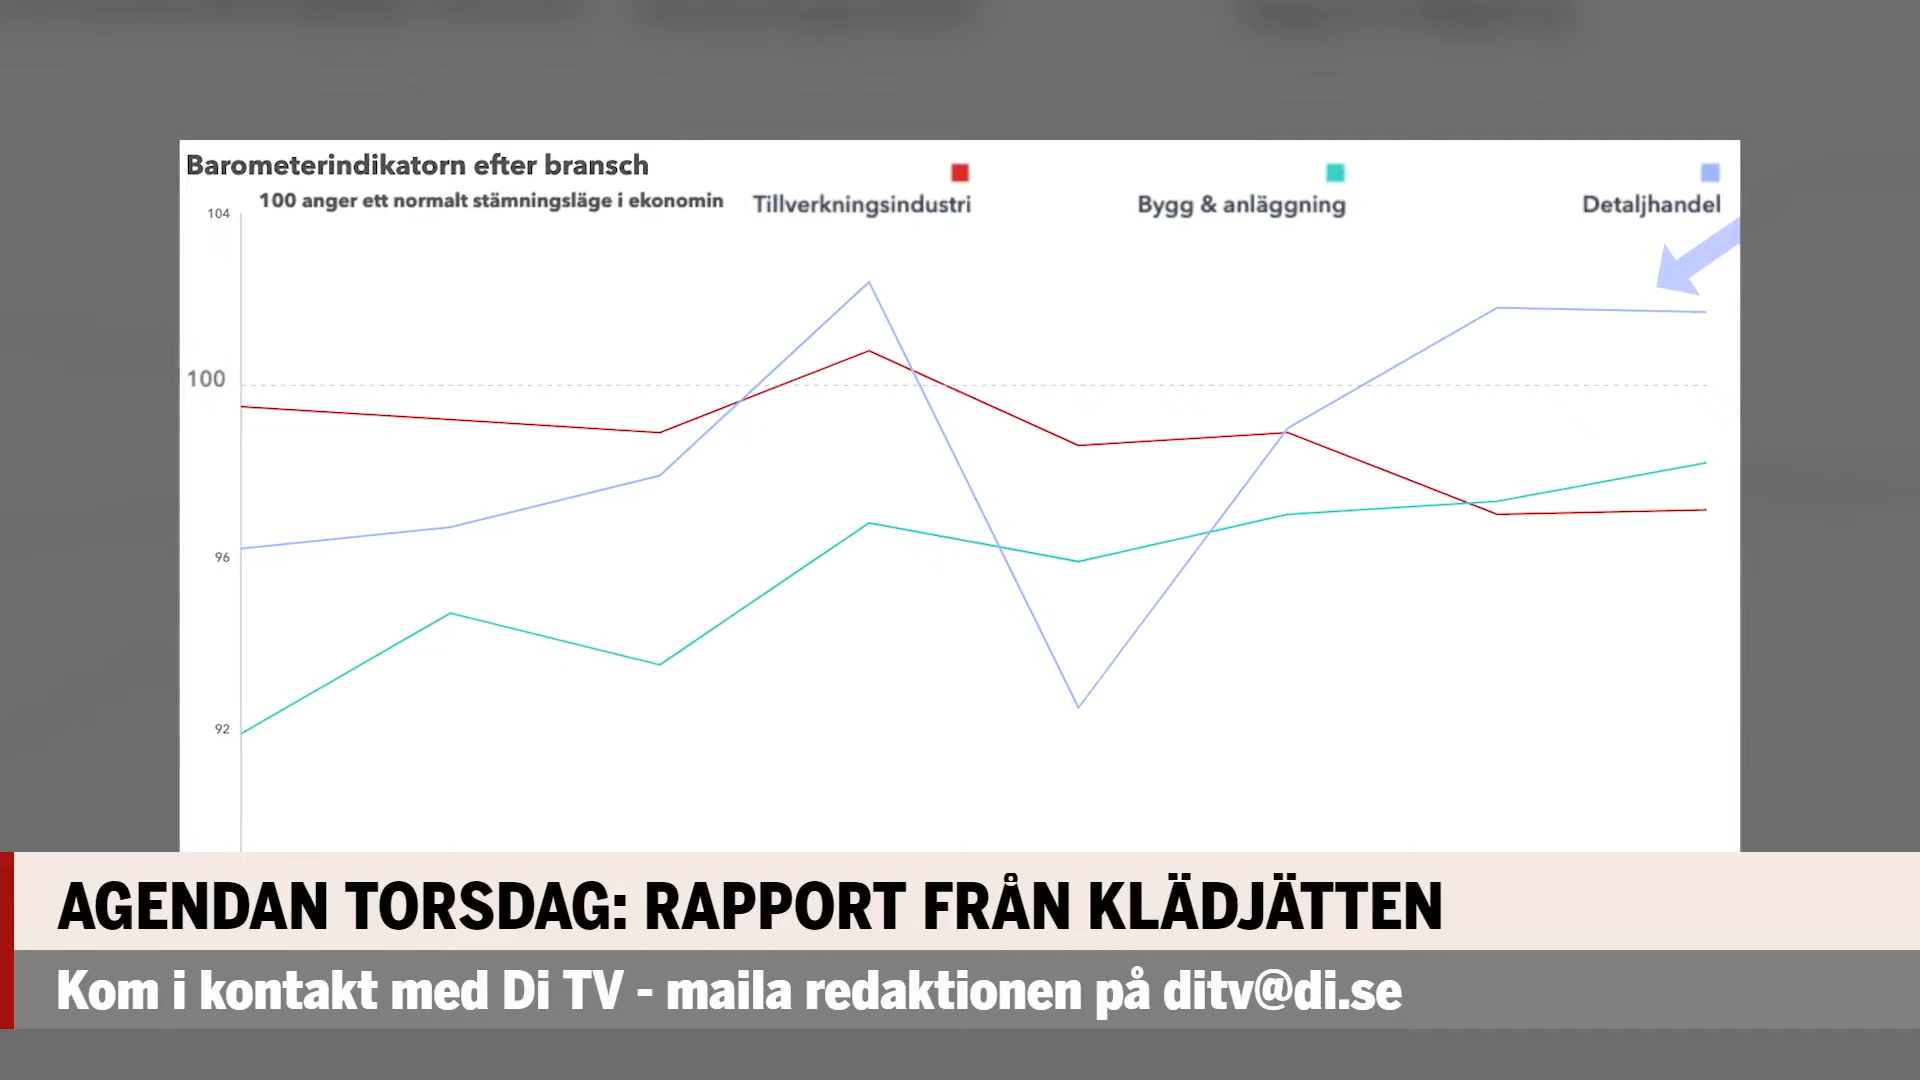 Barometerindikatorn efter bransch
100 anger ett normalt stämningsläge i ekonomin
Tillverkningsindustri
Bygg & anläggning
Detaljhandel
104
100
96
92
AGENDAN TORSDAG: RAPPORT FRÅN KLÄDJÄTTEN
Kom i kontakt med Di TV - maila redaktionen på ditv@di.se